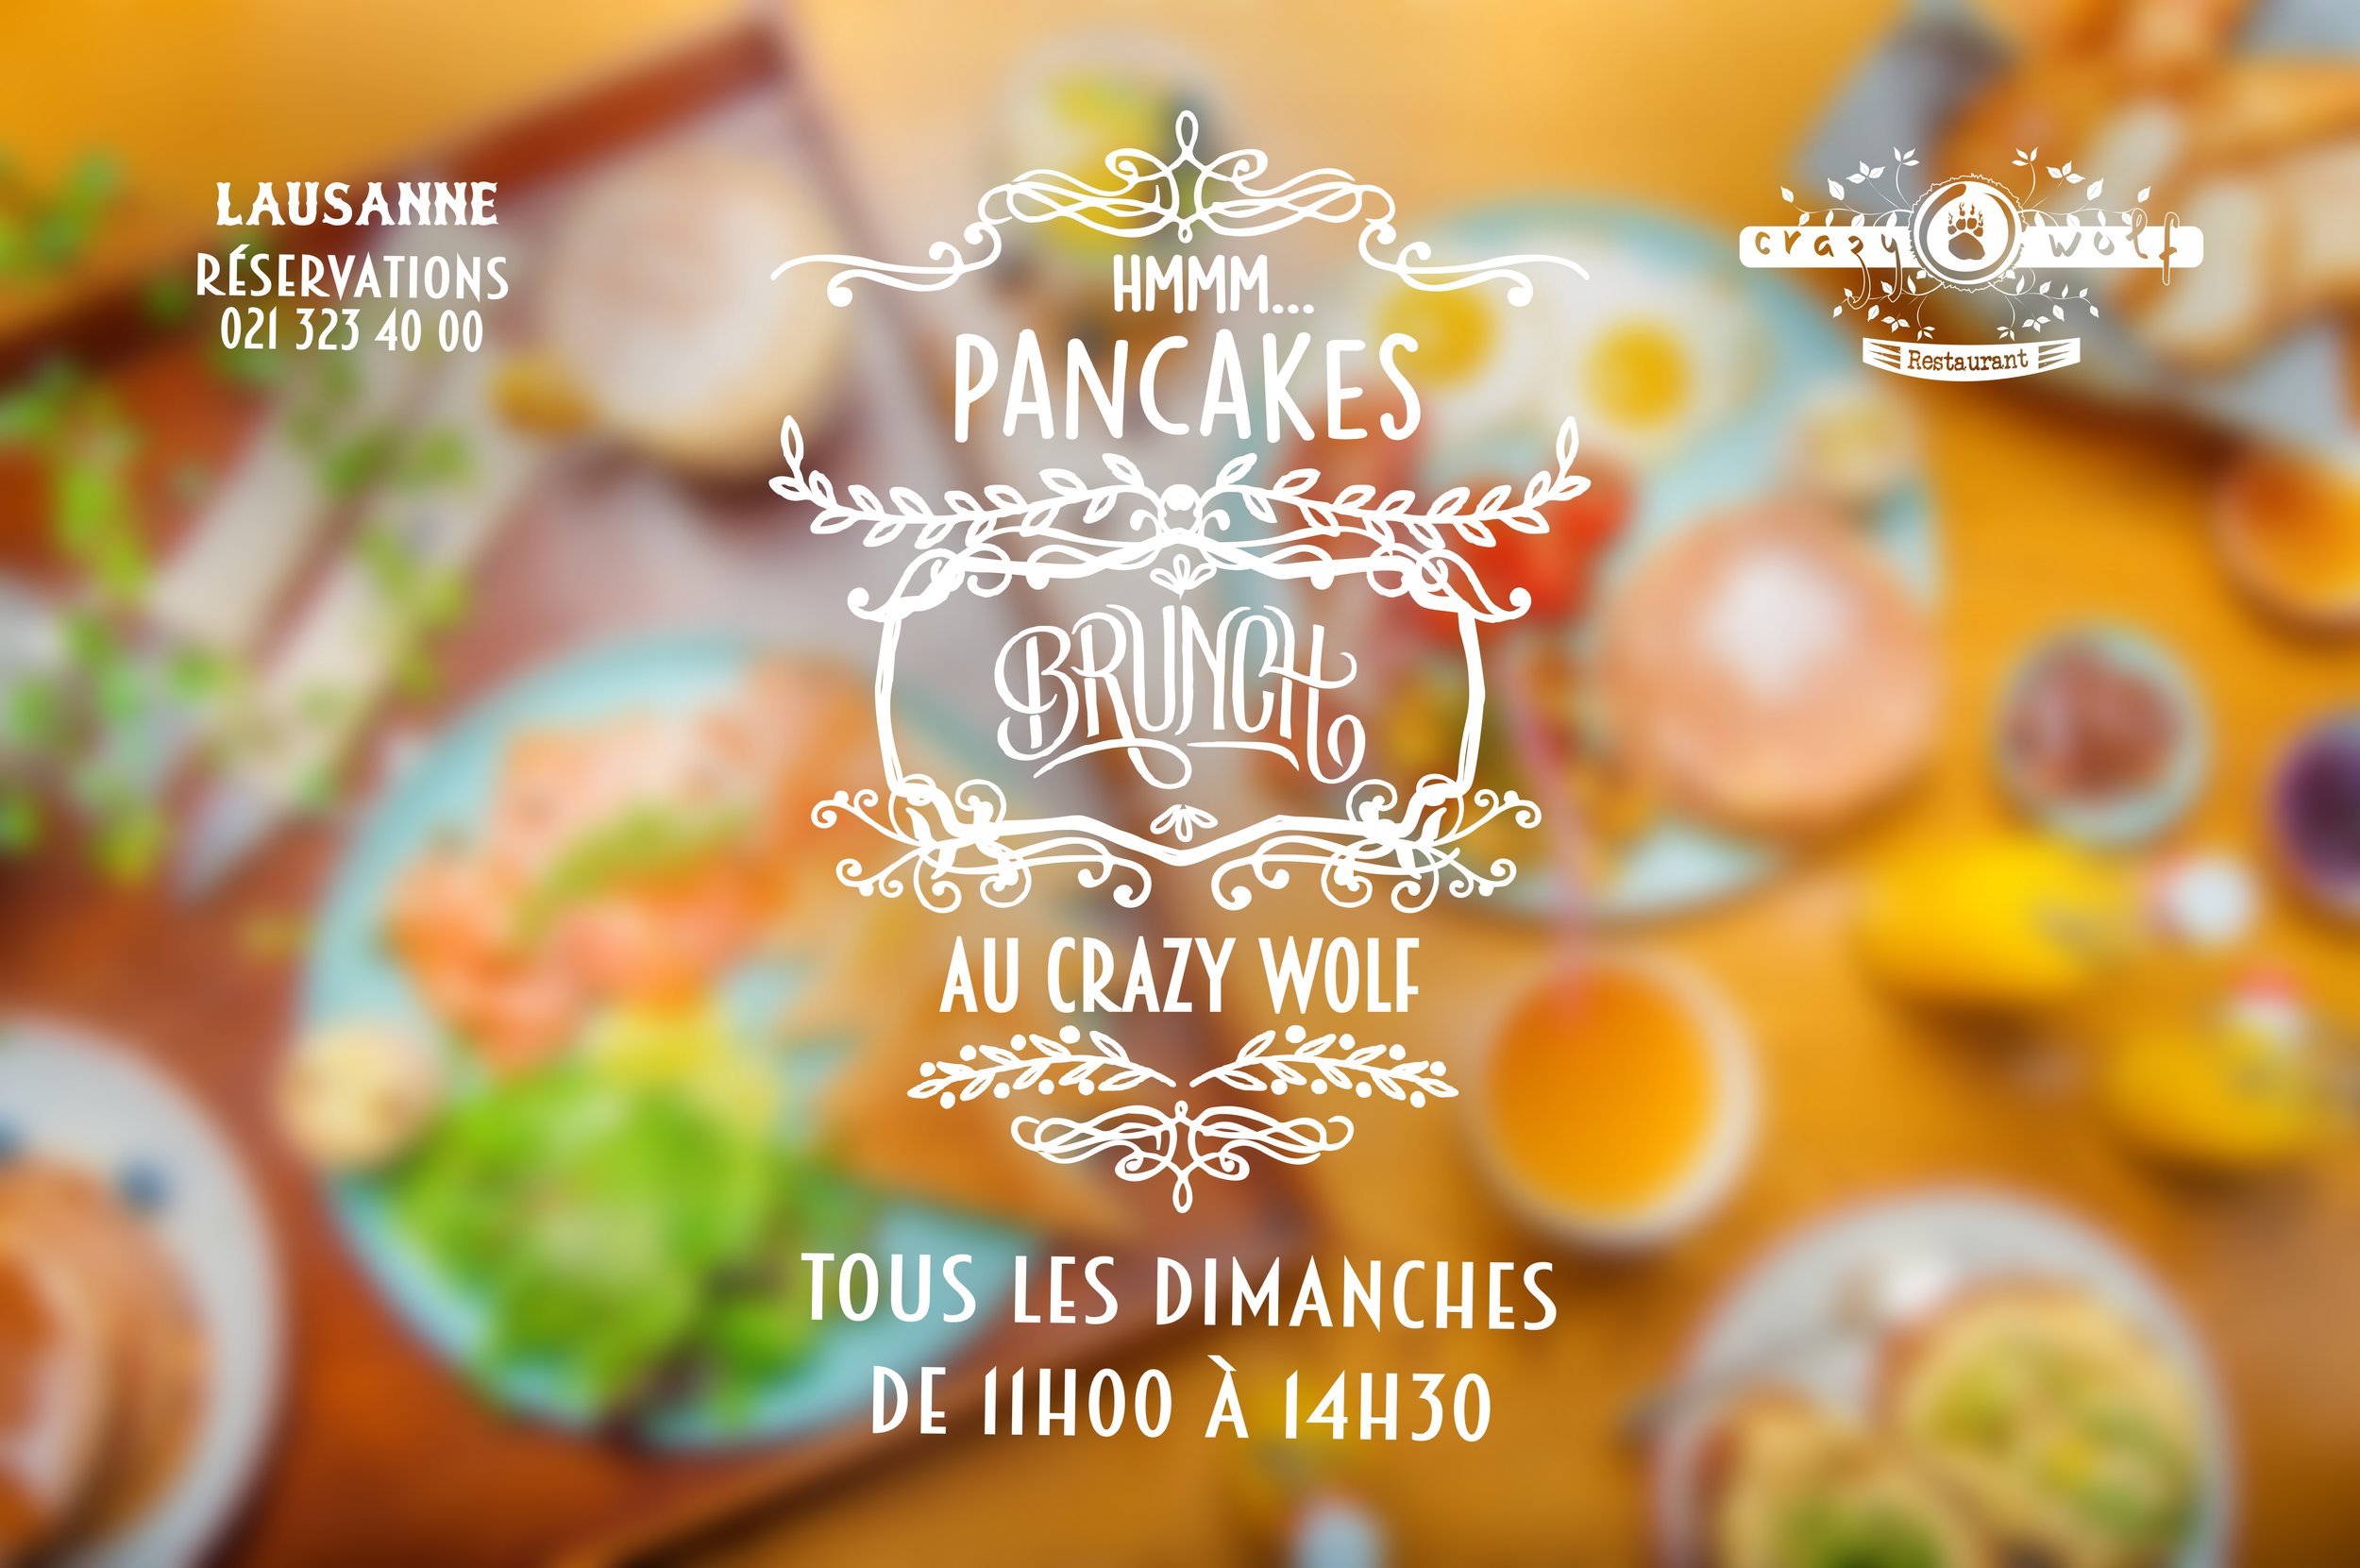 LAUSANNE
RÉSERVATIONS
021 323 40 00
HMMM...
PANCAKES
BRUNCH
AU CRAZY WOLF
TOUS LES DIMANCHES
DE 11H00 À 14H30
crazy wolf
Restaurant